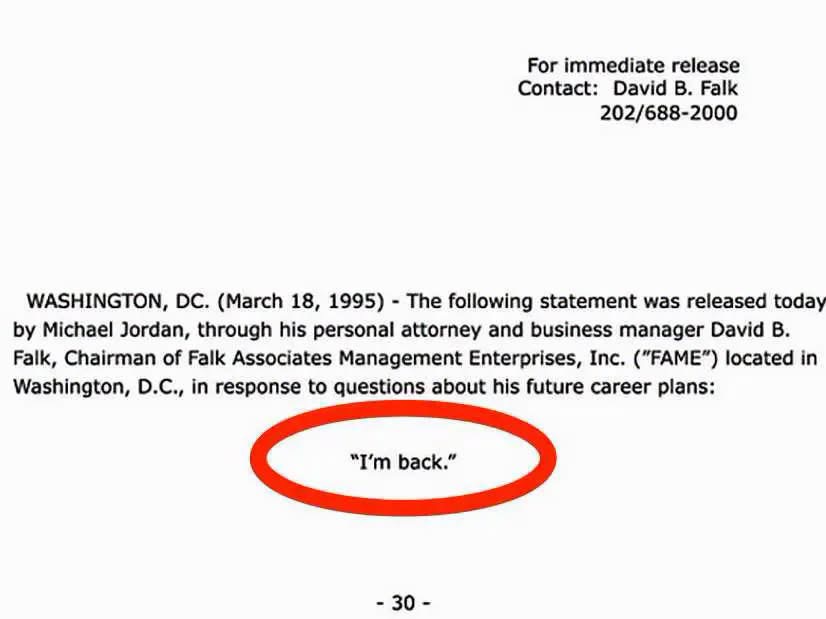 For immediate release
Contact: David B. Falk
202/688-2000
WASHINGTON, DC. (March 18, 1995) - The following statement was released today
by Michael Jordan, through his personal attorney and business manager David B.
Falk, Chairman of Falk Associates Management Enterprises, Inc. ("FAME") located in
Washington, D.C., in response to questions about his future career plans:
“I’m back.”
- 30 -